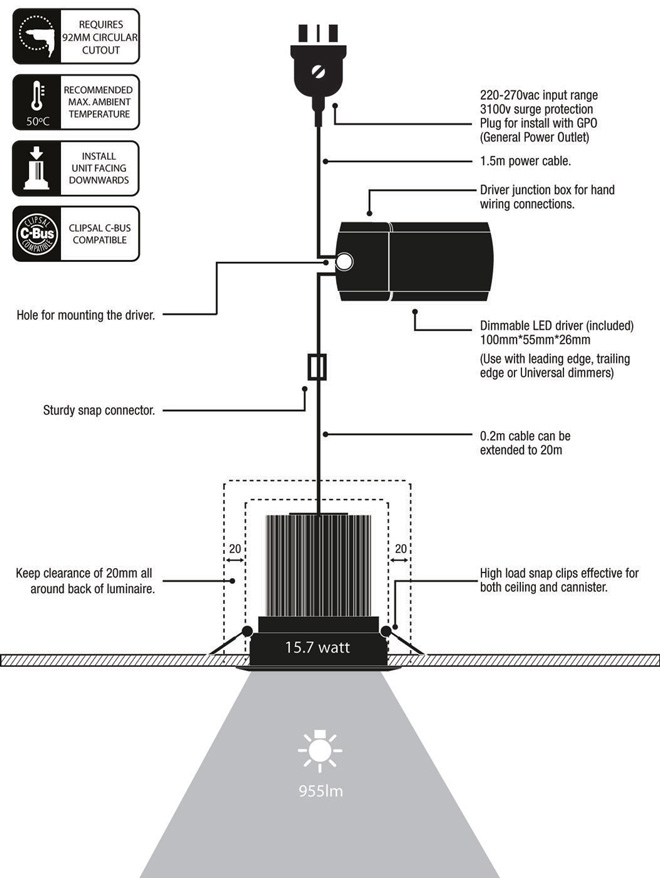 REQUIRES
92MM CIRCULAR
CUTOUT
50ºC
RECOMMENDED
MAX. AMBIENT
TEMPERATURE
INSTALL
UNIT FACING
DOWNWARDS
CLIPSAL
C-Bus
COMPATIBLE
CLIPSAL C-BUS
COMPATIBLE
220-270vac input range
3100v surge protection
Plug for install with GPO
(General Power Outlet)
1.5m power cable.
Driver junction box for hand
wiring connections.
Hole for mounting the driver.
Dimmable LED driver (included)
100mm*55mm*26mm
(Use with leading edge, trailing
edge or Universal dimmers)
Sturdy snap connector.
0.2m cable can be
extended to 20m
20
20
Keep clearance of 20mm all
around back of luminaire.
High load snap clips effective for
both ceiling and cannister.
15.7 watt
955lm